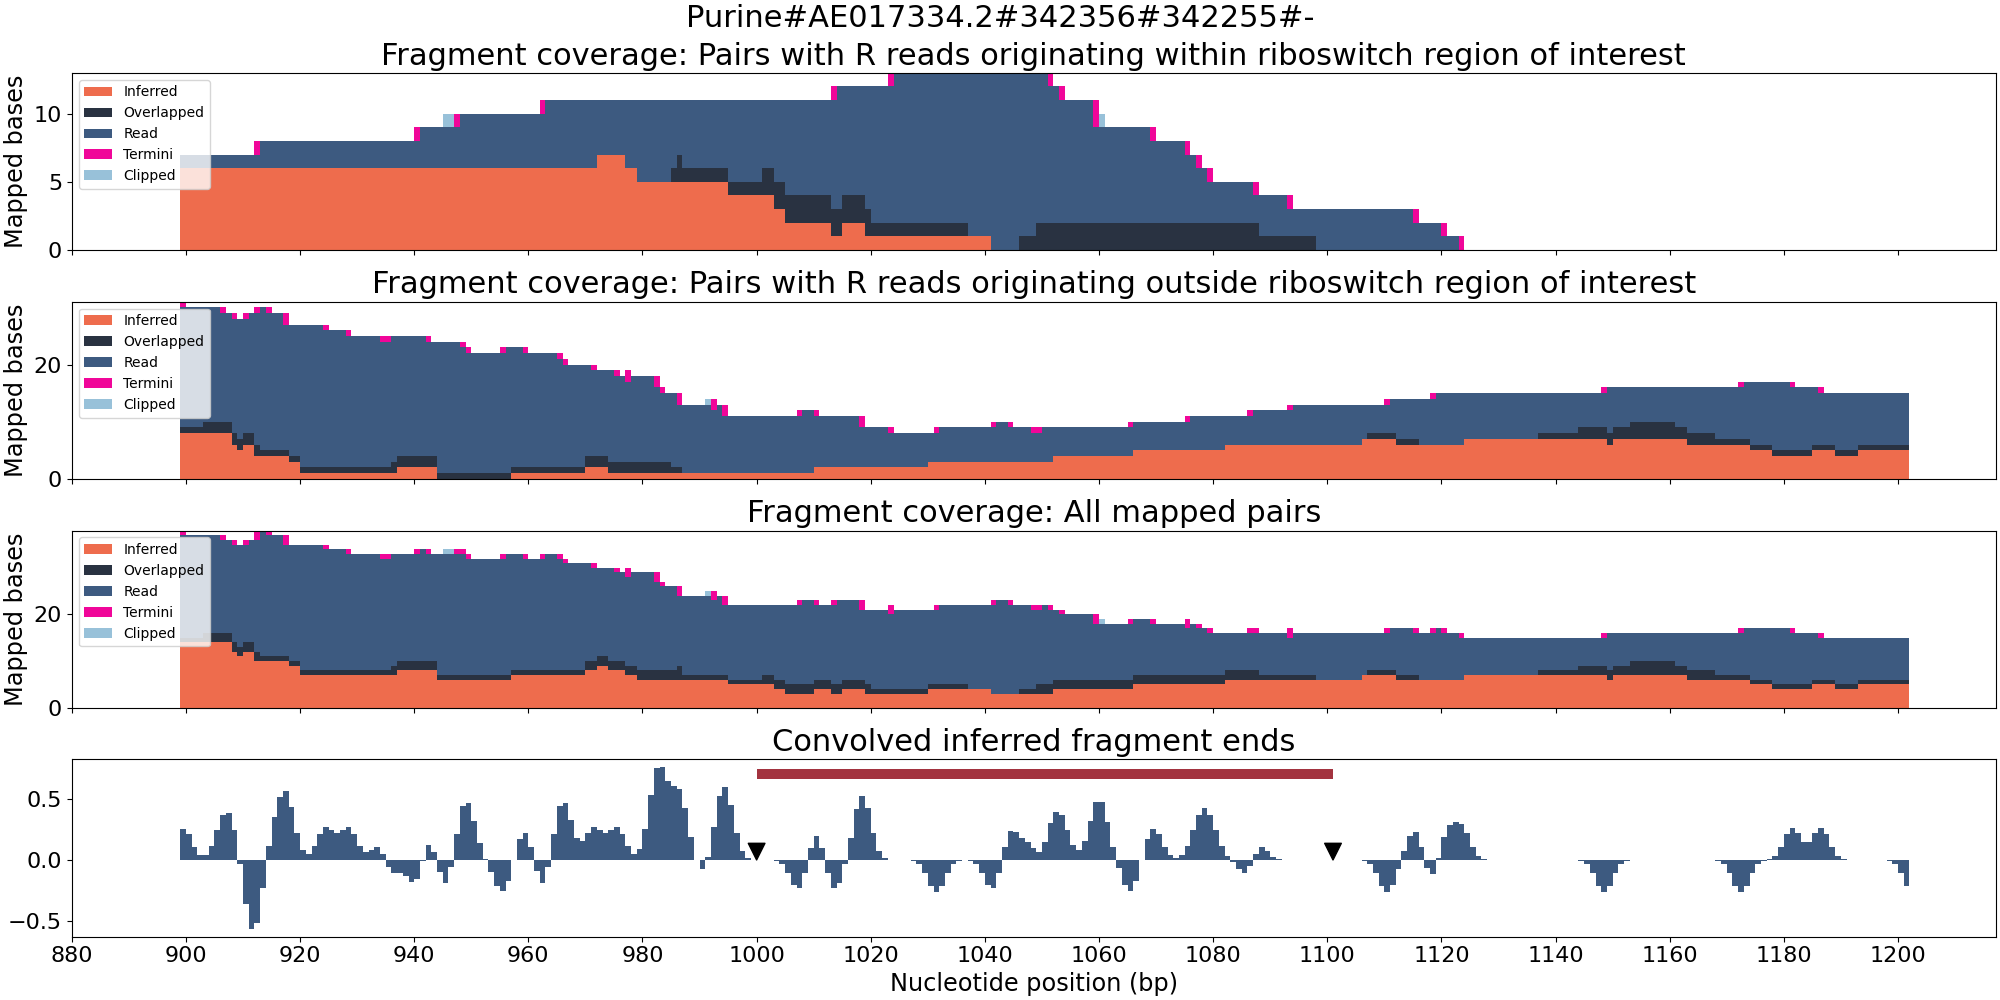 Purine#AE017334.2#342356#342255#-
Fragment coverage: Pairs with R reads originating within riboswitch region of interest
Mapped bases
10
5
0
Inferred
Overlapped
Read
Termini
Clipped
Fragment coverage: Pairs with R reads originating outside riboswitch region of interest
Mapped bases
20
0
Inferred
Overlapped
Read
Termini
Clipped
Fragment coverage: All mapped pairs
Mapped bases
20
0
Inferred
Overlapped
Read
Termini
Clipped
Convolved inferred fragment ends
0.5
0.0
−0.5
880 900 920 940 960 980 1000 1020 1040 1060 1080 1100 1120 1140 1160 1180 1200
Nucleotide position (bp)